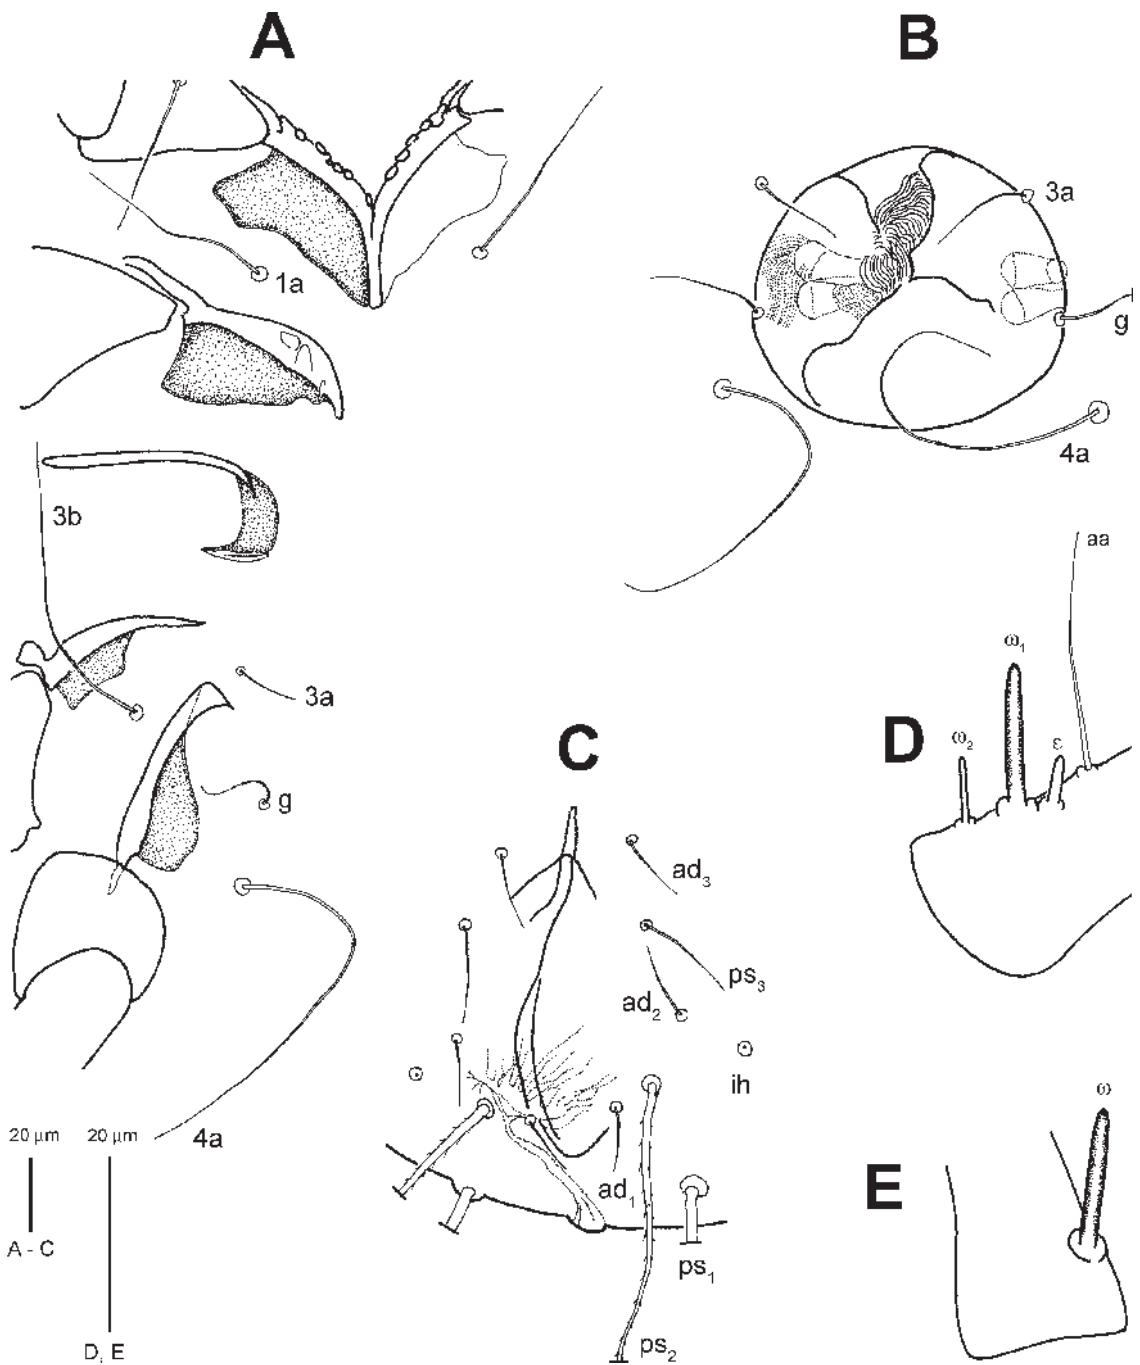 A
B
1a
3a
g
4a
3b
aa
ω₁
ω₂
ε
D
3a
C
g
ad₃
ps₃
ad₂
ih
20 µm
20 µm
4a
ad₁
ω
E
A - C
ps₁
D, E
ps₂